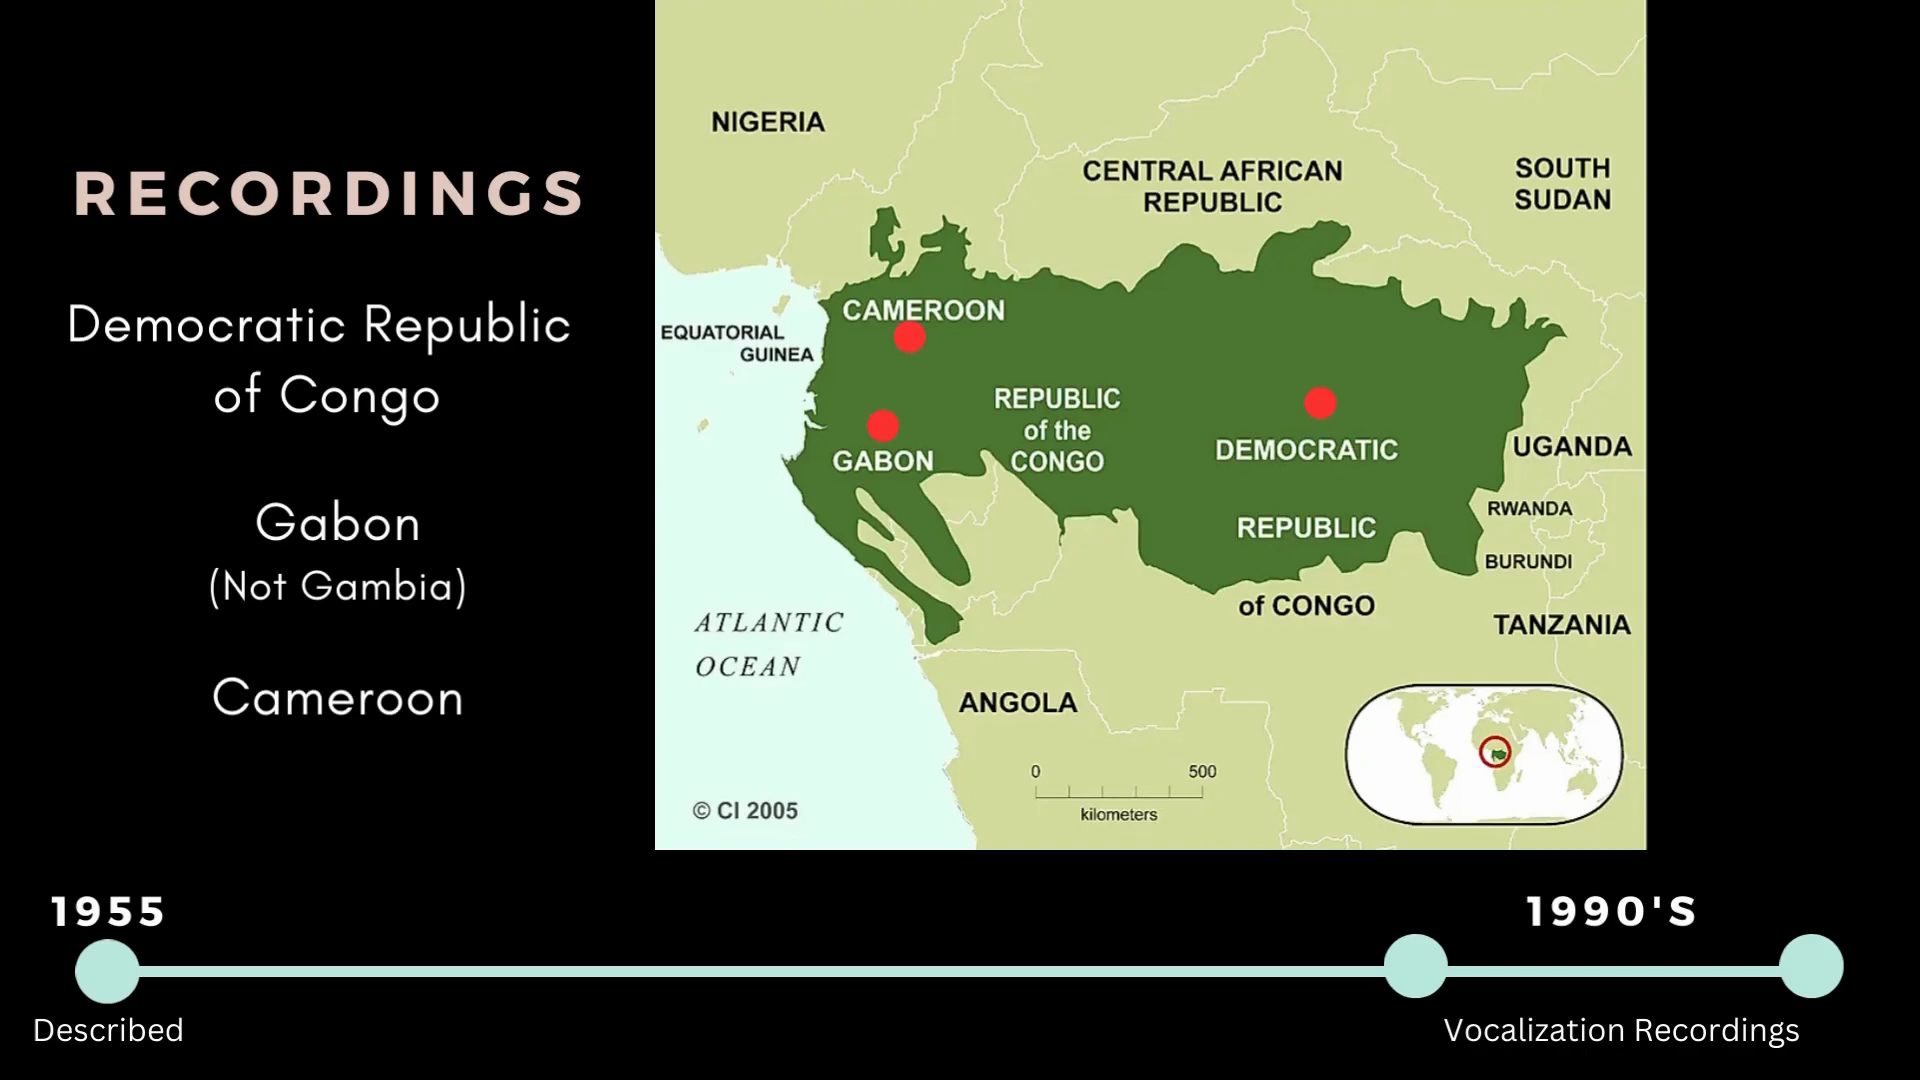 RECORDINGS
Democratic Republic
of Congo
Gabon
(Not Gambia)
Cameroon
NIGERIA
CENTRAL AFRICAN
REPUBLIC
SOUTH
SUDAN
CAMEROON
EQUATORIAL
GUINEA
REPUBLIC
of the
CONGO
GABON
DEMOCRATIC
REPUBLIC
of CONGO
UGANDA
RWANDA
BURUNDI
TANZANIA
ATLANTIC
OCEAN
ANGOLA
0 500
kilometers
© CI 2005
1955
1990'S
Described
Vocalization Recordings